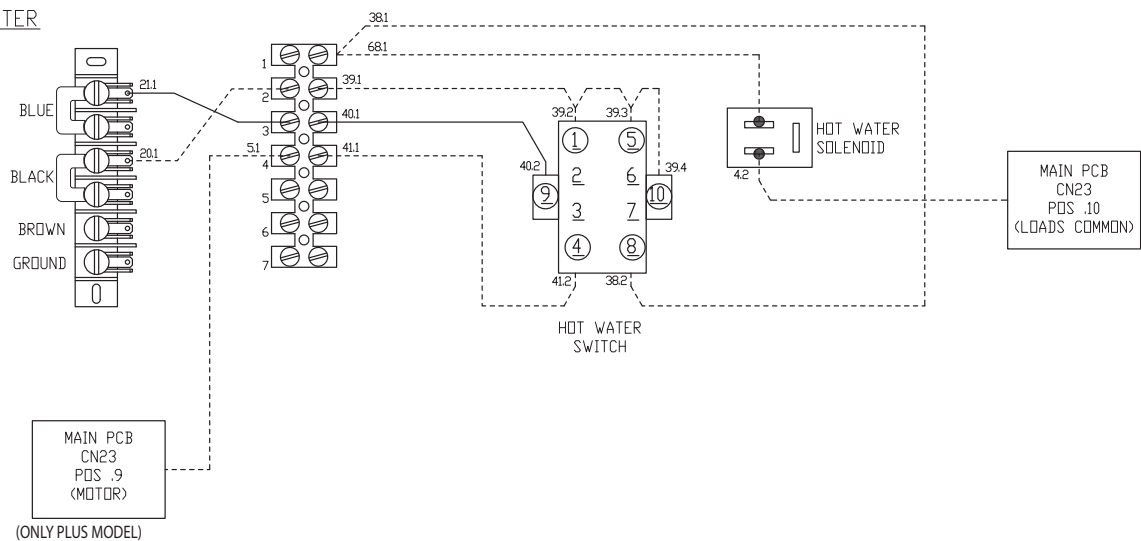 TER
38.1
68.1
1
21.1
39.1
BLUE
2
39.2
39.3
40.1
3
1
5
HOT WATER
SOLENOID
20.1
5.1
41.1
4
40.2
39.4
4.2
2
6
BLACK
9
10
5
3
7
MAIN PCB
CN23
POS .10
(LOADS COMMON)
BROWN
6
4
8
GROUND
7
41.2
38.2
HOT WATER
SWITCH
MAIN PCB
CN23
POS .9
(MOTOR)
(ONLY PLUS MODEL)